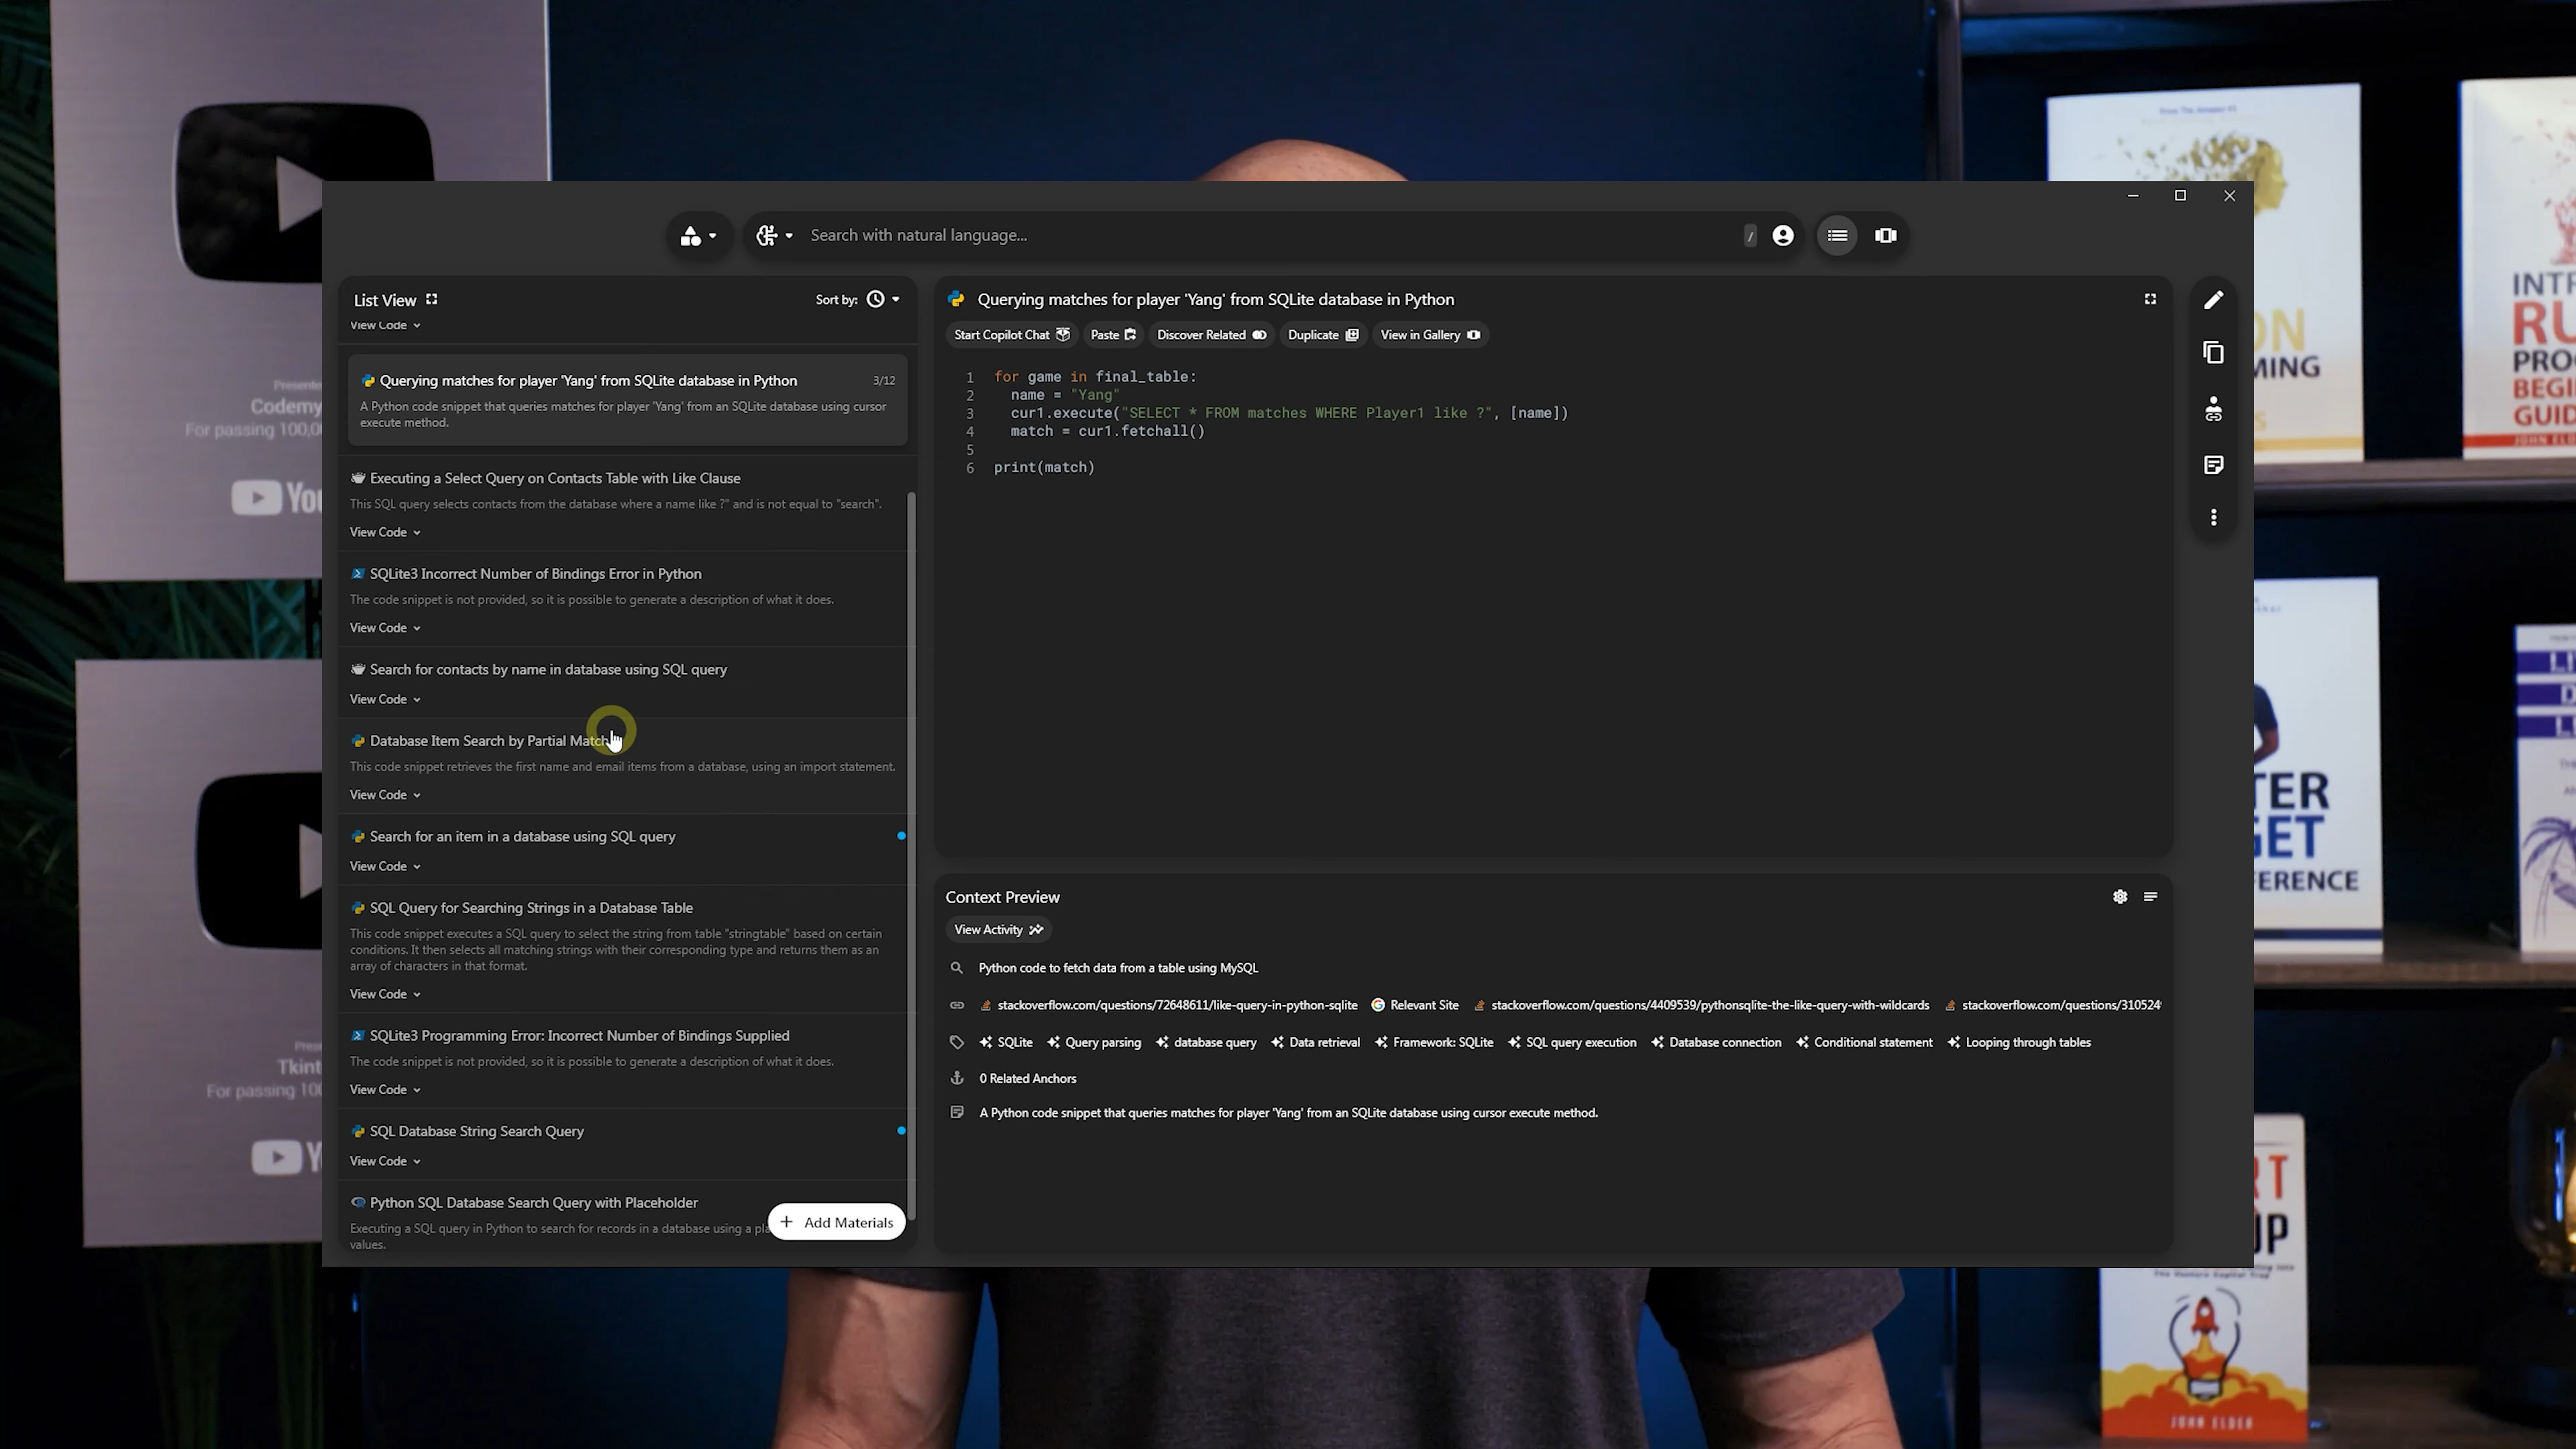 Search with natural language...
/
List View
Sort by:
View Code
Querying matches for player 'Yang' from SQLite database in Python
3/12
A Python code snippet that queries matches for player 'Yang' from an SQLite database using cursor
execute method.
Executing a Select Query on Contacts Table with Like Clause
This SQL query selects contacts from the database where a name like ?" and is not equal to "search".
View Code
SQLite3 Incorrect Number of Bindings Error in Python
The code snippet is not provided, so it is possible to generate a description of what it does.
View Code
Search for contacts by name in database using SQL query
View Code
Database Item Search by Partial Match
This code snippet retrieves the first name and email items from a database, using an import statement.
View Code
Search for an item in a database using SQL query
View Code
SQL Query for Searching Strings in a Database Table
This code snippet executes a SQL query to select the string from table "stringtable" based on certain
conditions. It then selects all matching strings with their corresponding type and returns them as an
array of characters in that format.
View Code
SQLite3 Programming Error: Incorrect Number of Bindings Supplied
The code snippet is not provided, so it is possible to generate a description of what it does.
View Code
SQL Database String Search Query
View Code
Python SQL Database Search Query with Placeholder
Executing a SQL query in Python to search for records in a database using a
values.
+ Add Materials
Querying matches for player 'Yang' from SQLite database in Python
Start Copilot Chat
Paste
Discover Related
Duplicate
View in Gallery
1 for game in final_table:
2 name = "Yang"
3 cur1.execute("SELECT * FROM matches WHERE Player1 like ?", [name])
4 match = cur1.fetchall()
5
6 print(match)
Context Preview
View Activity
Python code to fetch data from a table using MySQL
stackoverflow.com/questions/72648611/like-query-in-python-sqlite
Relevant Site
stackoverflow.com/questions/4409539/pythonsqlite-the-like-query-with-wildcards
stackoverflow.com/questions/310524
SQLite
Query parsing
database query
Data retrieval
Framework: SQLite
SQL query execution
Database connection
Conditional statement
Looping through tables
0 Related Anchors
A Python code snippet that queries matches for player 'Yang' from an SQLite database using cursor execute method.
Codemy
For passing 100,0
You
Tkint
For passing 100
JOHN ELDER